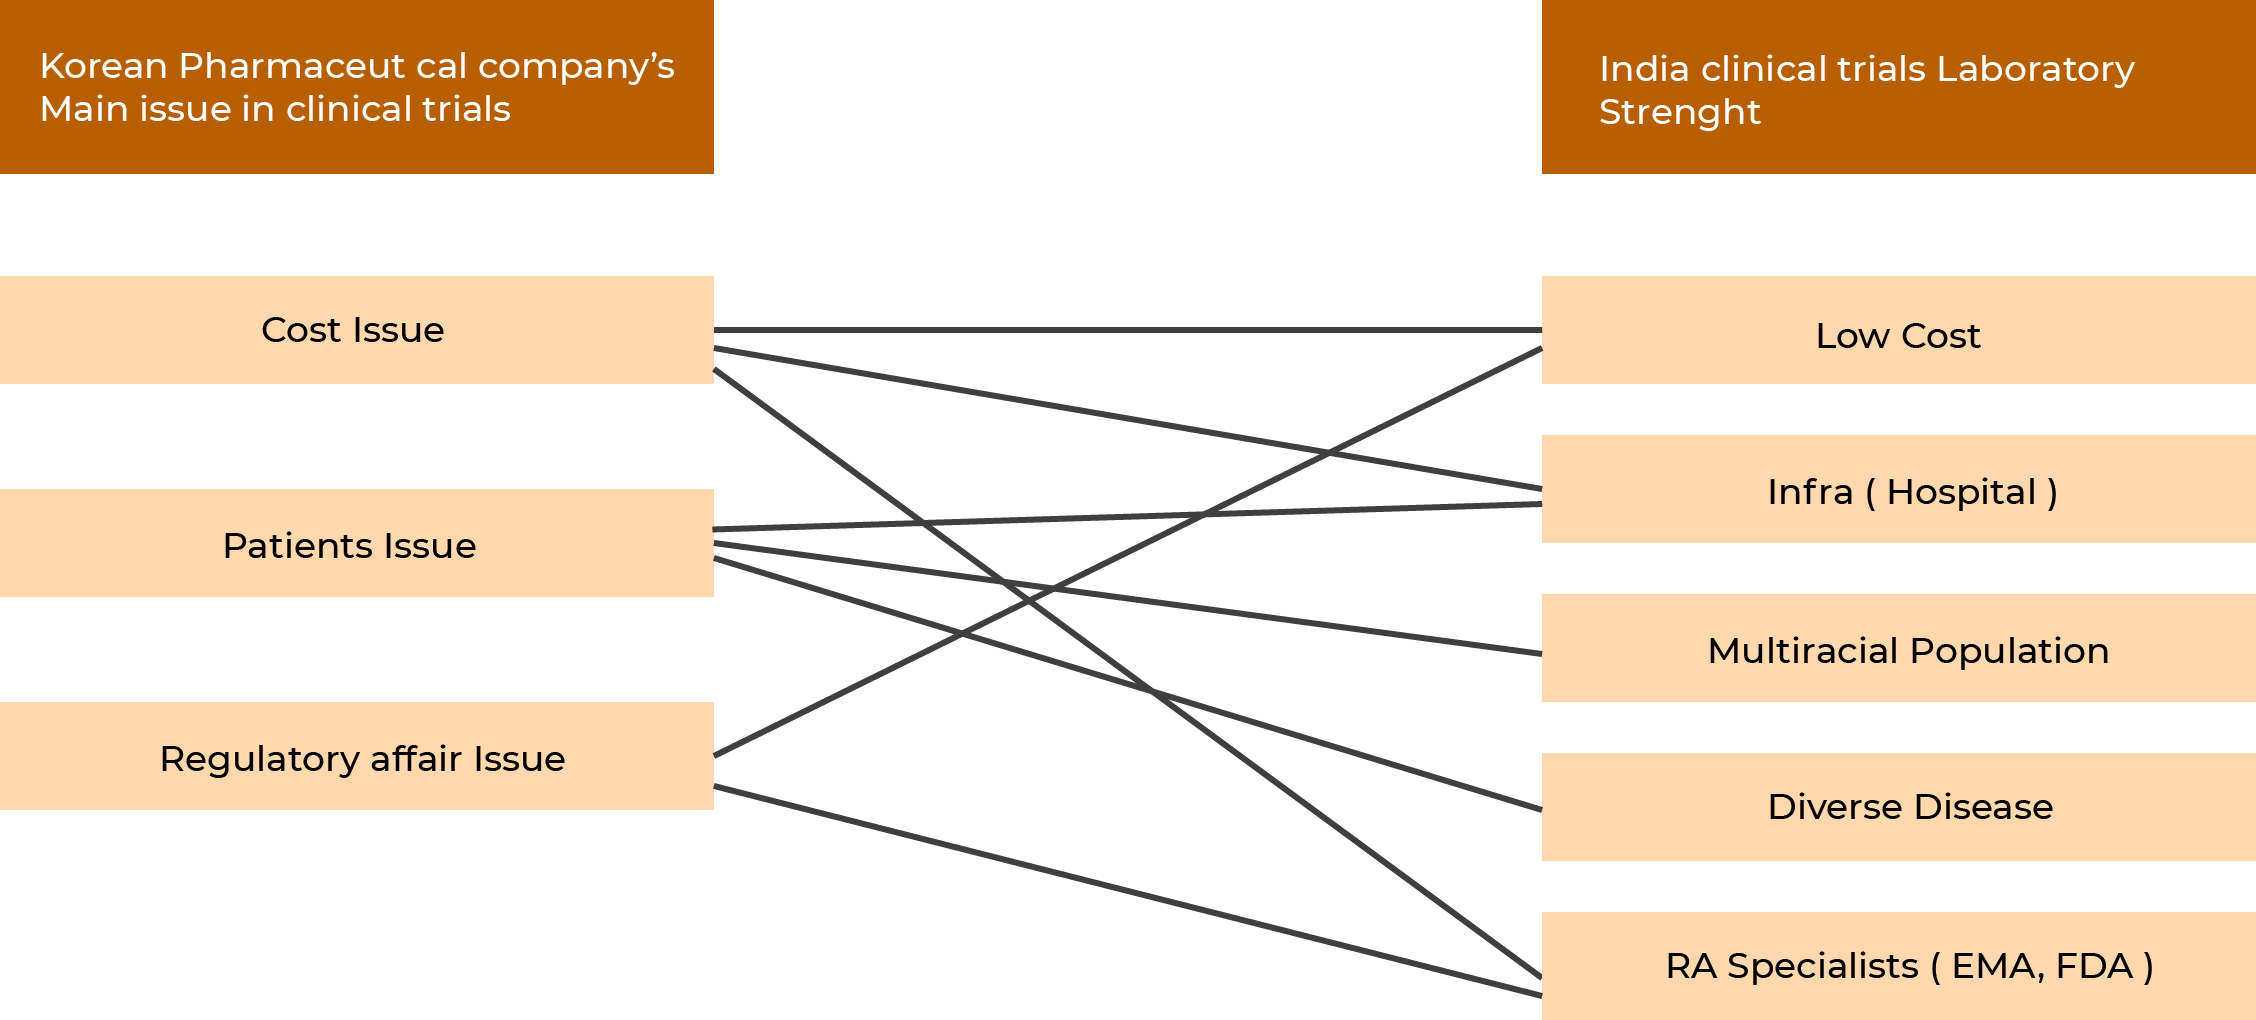 Korean Pharmaceut cal company's
Main issue in clinical trials
India clinical trials Laboratory
Strenght
Cost Issue
Low Cost
Infra ( Hospital )
Patients Issue
Multiracial Population
Regulatory affair Issue
Diverse Disease
RA Specialists ( EMA, FDA )